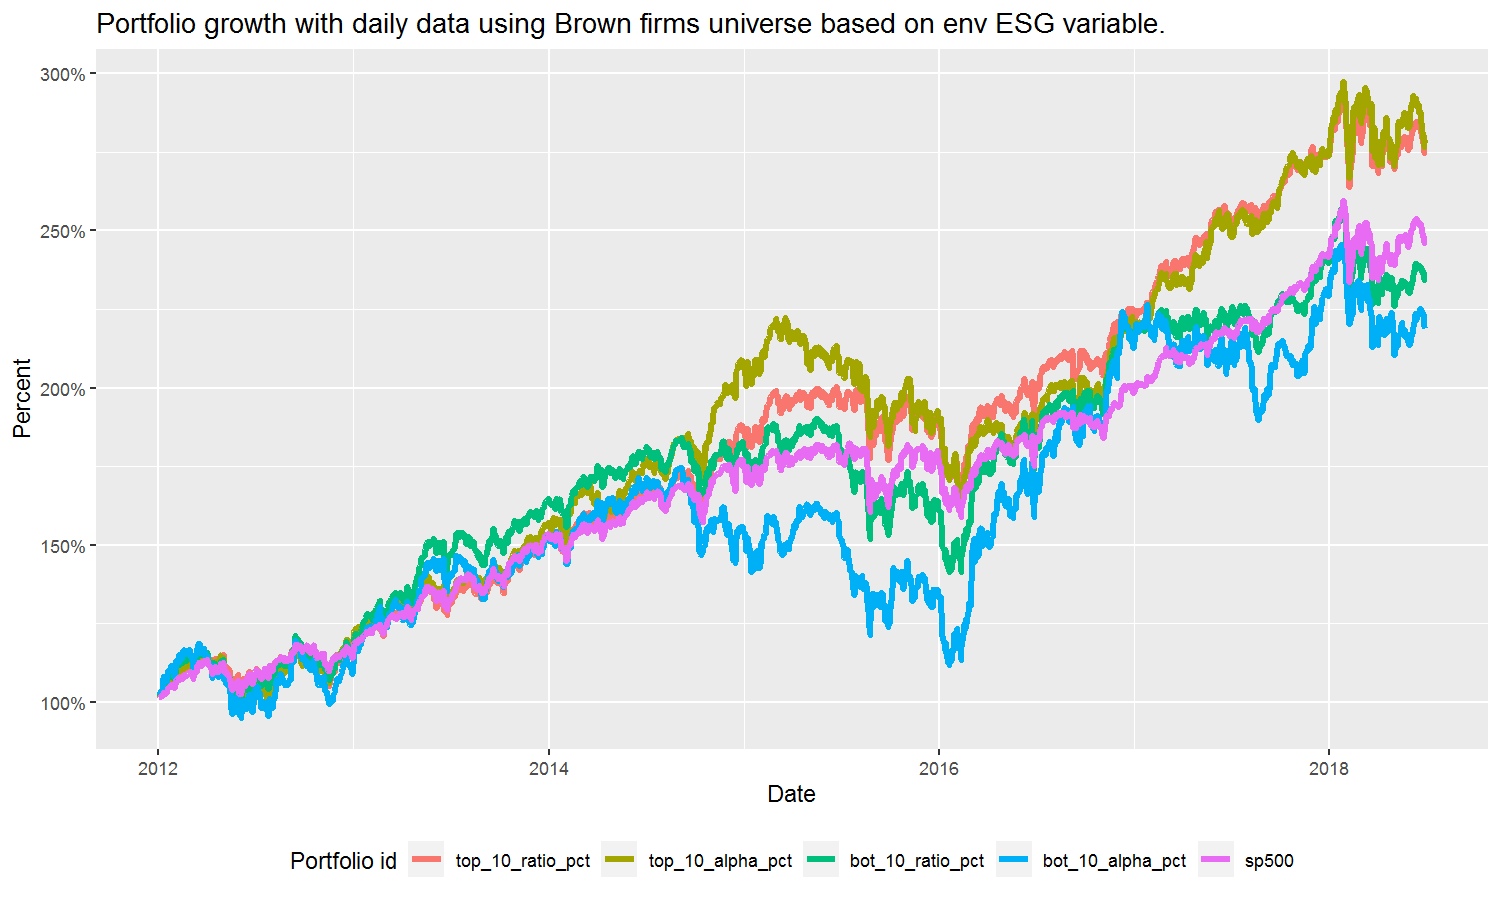 Portfolio growth with daily data using Brown firms universe based on env ESG variable.
300%
250%
200%
150%
100%
Percent
2012 2014 2016 2018
Date
Portfolio id top_10_ratio_pct top_10_alpha_pct bot_10_ratio_pct bot_10_alpha_pct sp500